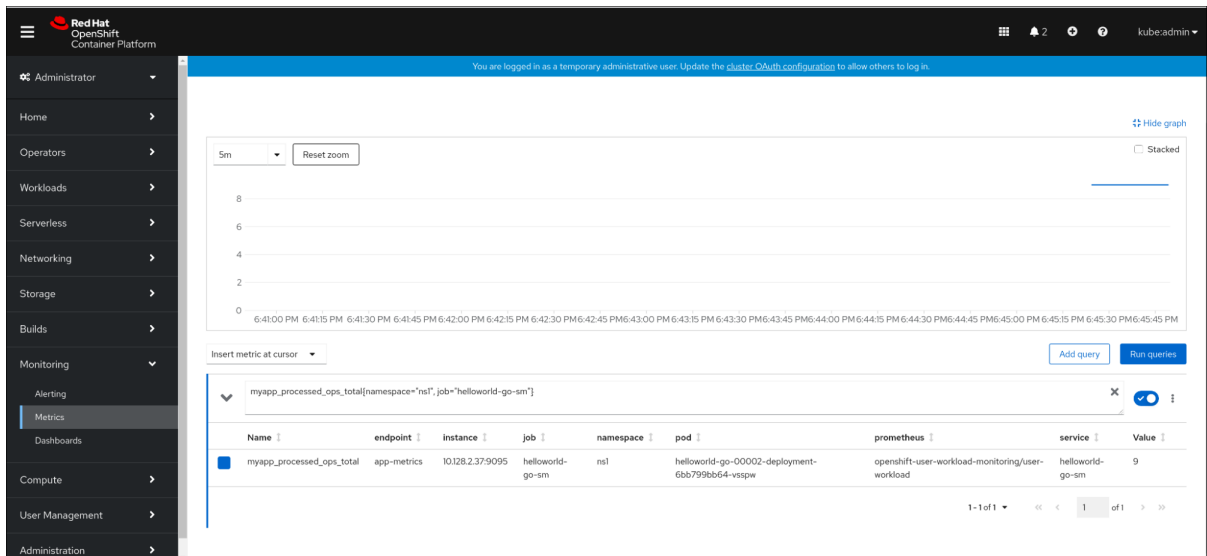 Red Hat
OpenShift
Container Platform
2
kube:admin
Administrator
You are logged in as a temporary administrative user. Update the cluster OAuth configuration to allow others to log in.
Home
Hide graph
Operators
5m
Reset zoom
Stacked
Workloads
8
Serverless
6
Networking
4
Storage
2
0
6:41:00 PM 6:41:15 PM 6:41:30 PM 6:41:45 PM 6:42:00 PM 6:42:15 PM 6:42:30 PM 6:42:45 PM 6:43:00 PM 6:43:15 PM 6:43:30 PM 6:43:45 PM 6:44:00 PM 6:44:15 PM 6:44:30 PM 6:44:45 PM 6:45:00 PM 6:45:15 PM 6:45:30 PM 6:45:45 PM
Builds
Insert metric at cursor
Add query
Run queries
Monitoring
Alerting
Metrics
Dashboards
myapp_processed_ops_total{namespace="ns1", job="helloworld-go-sm"}
Name endpoint instance job namespace pod prometheus service Value
myapp_processed_ops_total app-metrics 10.128.2.37:9095 helloworld- ns1 helloworld-go-00002-deployment- openshift-user-workload-monitoring/user- helloworld- 9
go-sm 6bb799bb64-vsspw workload go-sm
Compute
1 - 1 of 1
1 of 1
User Management
Administration